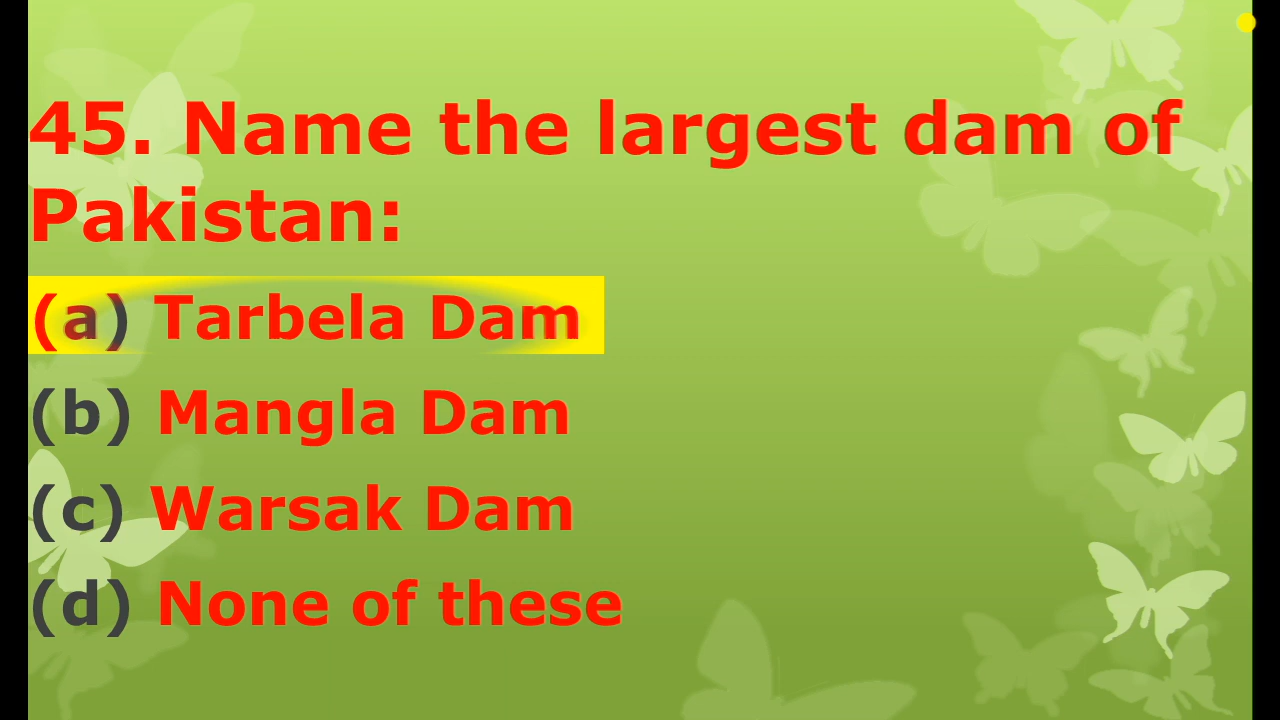 45. Name the largest dam of
Pakistan:
(a) Tarbela Dam
(b) Mangla Dam
(c) Warsak Dam
(d) None of these